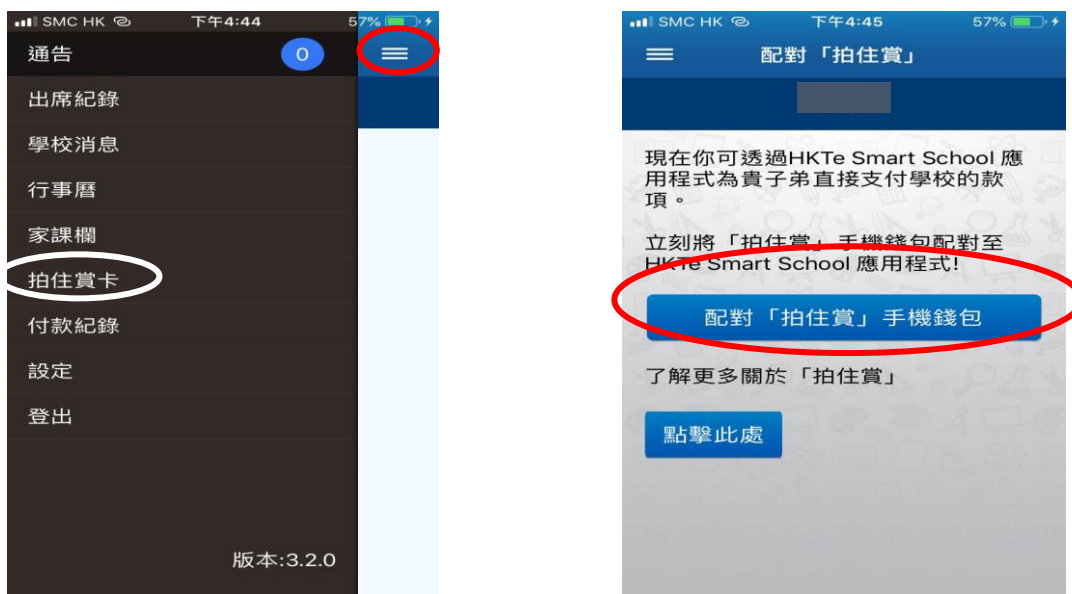 SMC HK 下午4:44 57%
通告 0
出席紀錄
學校消息
行事曆
家課欄
拍住賞卡
付款紀錄
設定
登出
版本:3.2.0
SMC HK 下午4:45 57%
配對「拍住賞」
現在你可透過HKTe Smart School 應
用程式為貴子弟直接支付學校的款
項。
立刻將「拍住賞」手機錢包配對至
HKTe Smart School 應用程式!
配對「拍住賞」手機錢包
了解更多關於「拍住賞」
點擊此處